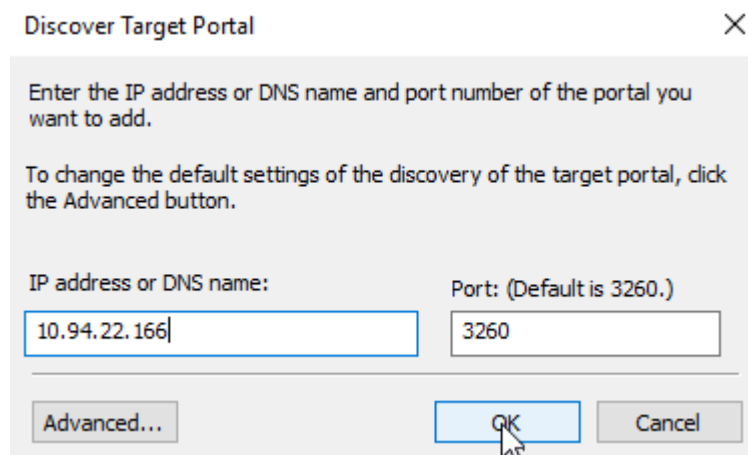 Discover Target Portal
Enter the IP address or DNS name and port number of the portal you
want to add.
To change the default settings of the discovery of the target portal, click
the Advanced button.
IP address or DNS name:
Port: (Default is 3260.)
10.94.22.166
3260
Advanced...
OK
Cancel